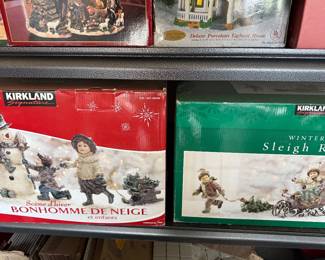 Deluxe Porcelain Lighted House
KIRKLAND
Signature
Scène d'hiver
BONHOMME DE NEIGE
et enfants
KIRKLAND
WINTER
Sleigh R